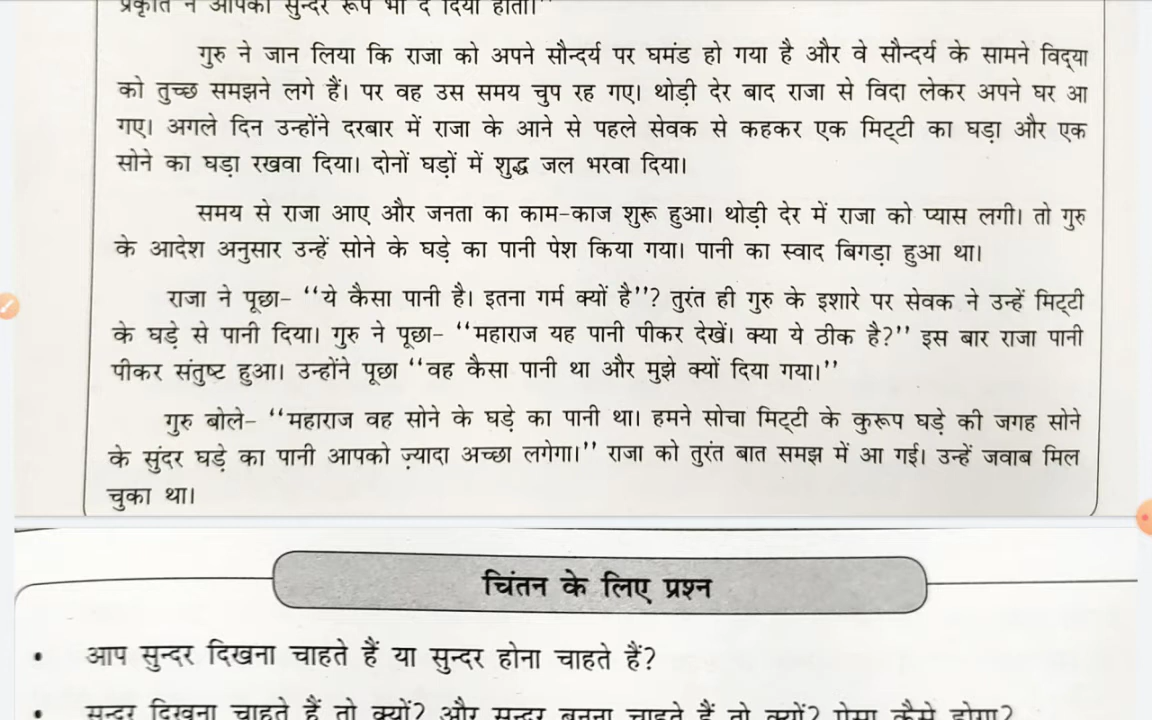 प्रकृति ने आपको सुन्दर रूप भी दे दिया होता।''
गुरु ने जान लिया कि राजा को अपने सौन्दर्य पर घमंड हो गया है और वे सौन्दर्य के सामने विद्‌या
को तुच्छ समझने लगे हैं। पर वह उस समय चुप रह गए। थोड़ी देर बाद राजा से विदा लेकर अपने घर आ
गए। अगले दिन उन्होंने दरबार में राजा के आने से पहले सेवक से कहकर एक मिट्‌टी का घड़ा और एक
सोने का घड़ा रखवा दिया। दोनों घड़ों में शुद्ध जल भरवा दिया।
समय से राजा आए और जनता का काम-काज शुरू हुआ। थोड़ी देर में राजा को प्यास लगी। तो गुरु
के आदेश अनुसार उन्हें सोने के घड़े का पानी पेश किया गया। पानी का स्वाद बिगड़ा हुआ था।
राजा ने पूछा- ‘‘ये कैसा पानी है। इतना गर्म क्यों है’’? तुरंत ही गुरु के इशारे पर सेवक ने उन्हें मिट्‌टी
के घड़े से पानी दिया। गुरु ने पूछा- ‘‘महाराज यह पानी पीकर देखें। क्या ये ठीक है?’’ इस बार राजा पानी
पीकर संतुष्ट हुआ। उन्होंने पूछा ‘‘वह कैसा पानी था और मुझे क्यों दिया गया।’’
गुरु बोले- ‘‘महाराज वह सोने के घड़े का पानी था। हमने सोचा मिट्‌टी के कुरूप घड़े की जगह सोने
के सुंदर घड़े का पानी आपको ज़्यादा अच्छा लगेगा।’’ राजा को तुरंत बात समझ में आ गई। उन्हें जवाब मिल
चुका था।
चिंतन के लिए प्रश्न
• आप सुन्दर दिखना चाहते हैं या सुन्दर होना चाहते हैं?
• सुन्दर दिखना चाहते हैं तो क्यों? और सुन्दर बनना चाहते हैं तो क्यों? ऐसा कैसे होगा?